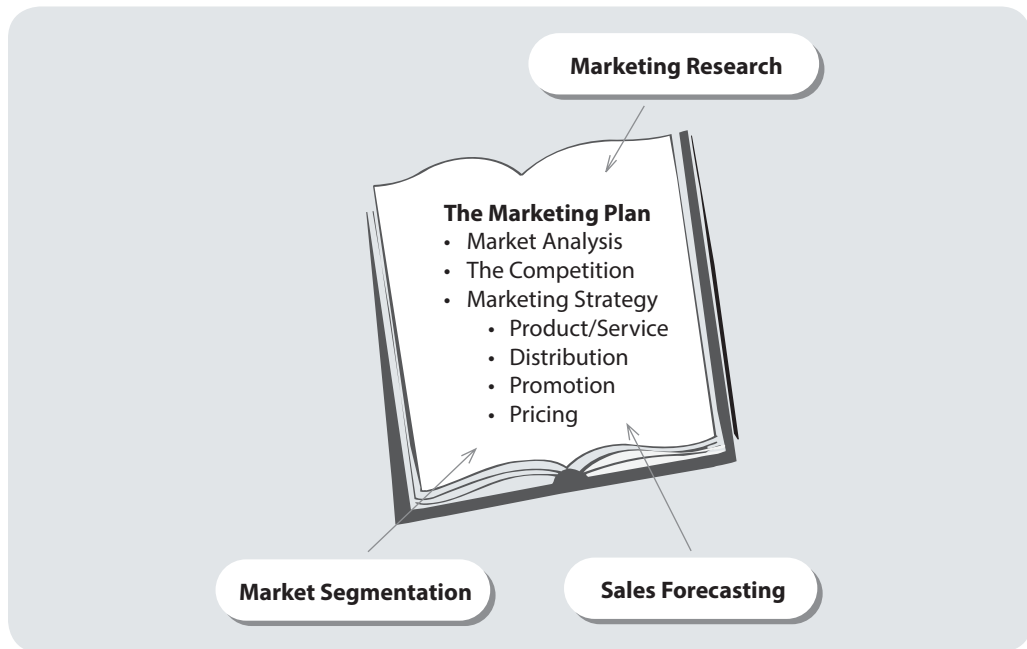 Marketing Research
The Marketing Plan
• Market Analysis
• The Competition
• Marketing Strategy
• Product/Service
• Distribution
• Promotion
• Pricing
Market Segmentation
Sales Forecasting